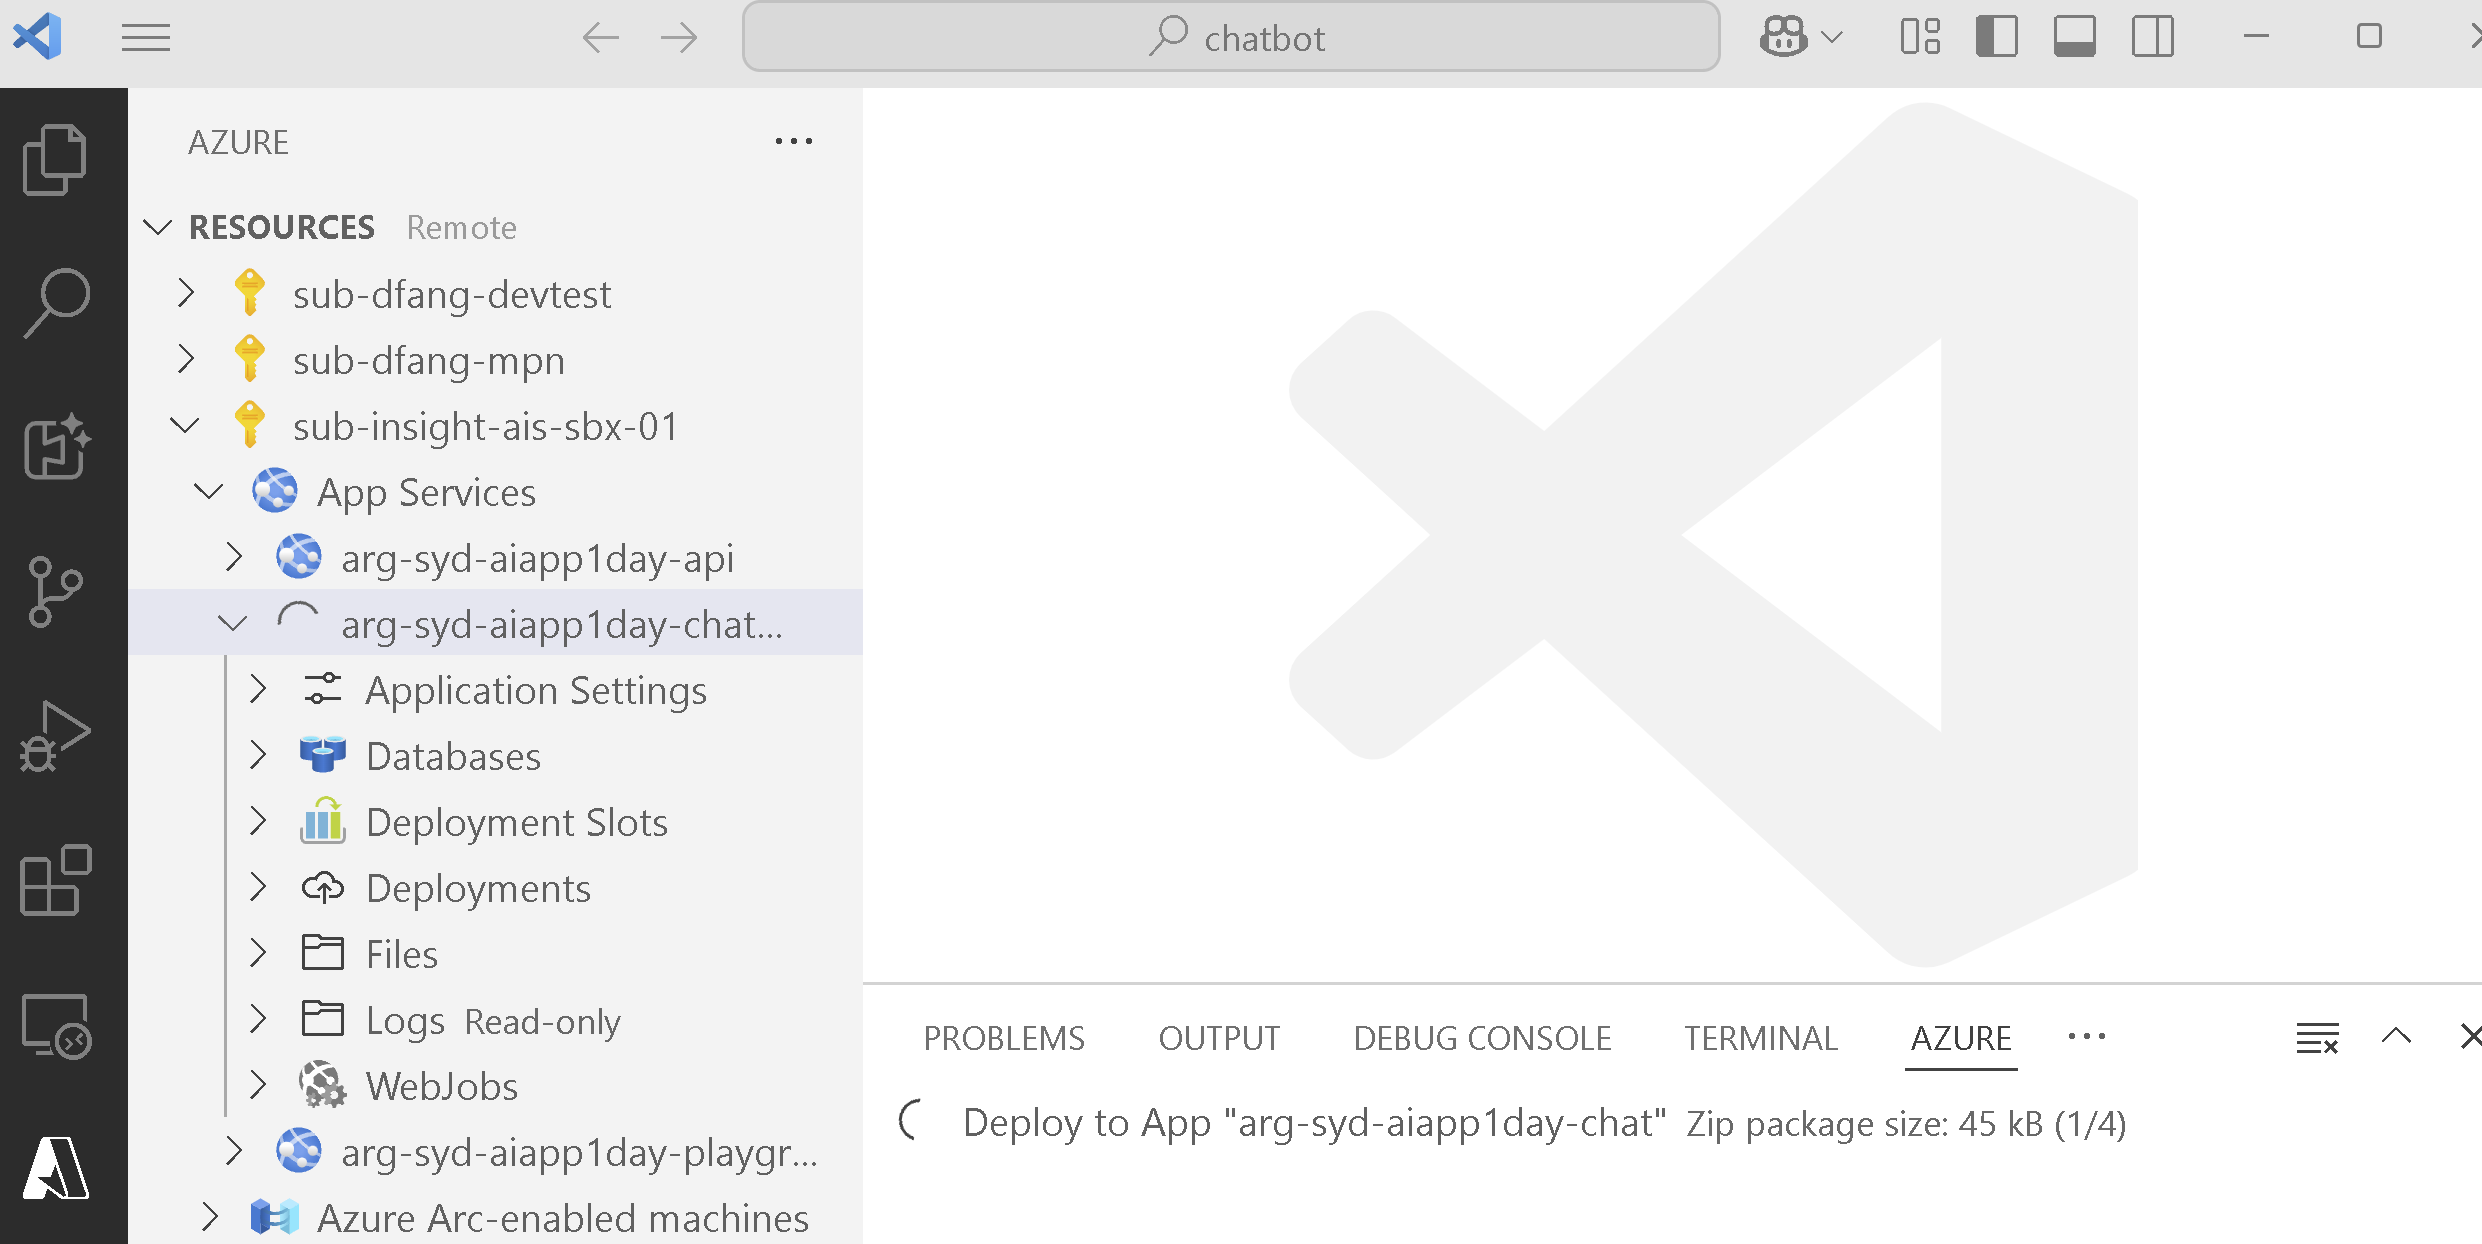 chatbot
AZURE
RESOURCES Remote
sub-dfang-devtest
sub-dfang-mpn
sub-insight-ais-sbx-01
App Services
arg-syd-aiapp1day-api
arg-syd-aiapp1day-chat...
Application Settings
Databases
Deployment Slots
Deployments
Files
Logs Read-only
WebJobs
arg-syd-aiapp1day-playgr...
Azure Arc-enabled machines
PROBLEMS OUTPUT DEBUG CONSOLE TERMINAL AZURE
Deploy to App "arg-syd-aiapp1day-chat" Zip package size: 45 kB (1/4)